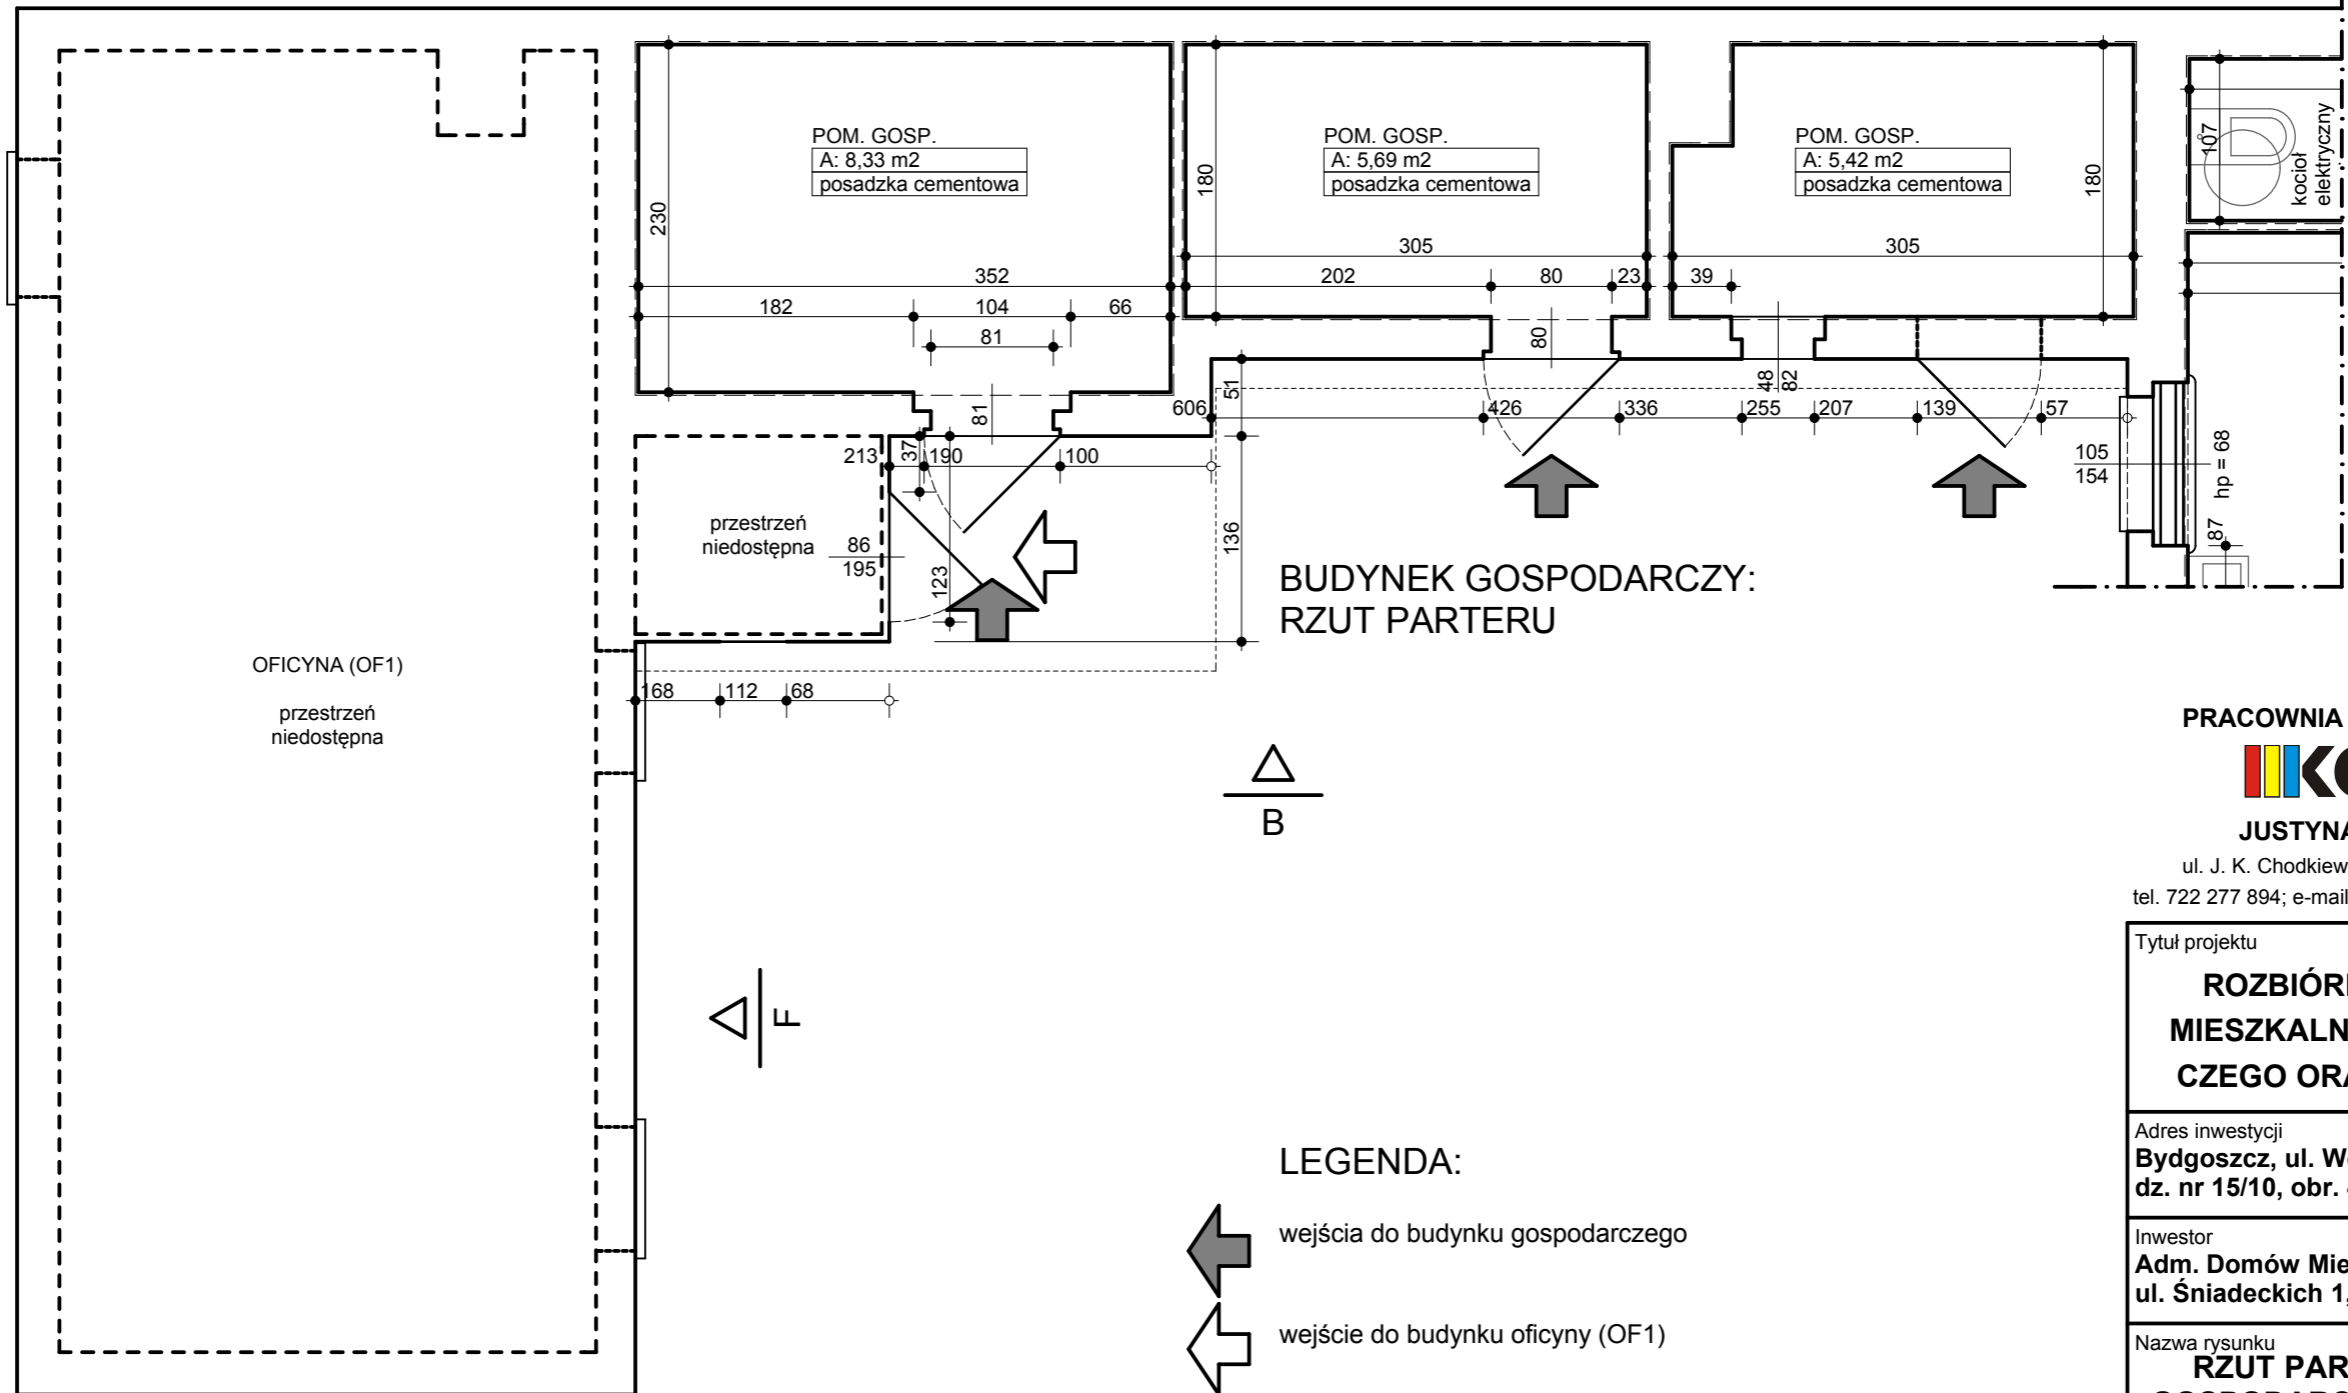 POM. GOSP.
A: 8,33 m2
posadzka cementowa
POM. GOSP.
A: 5,69 m2
posadzka cementowa
POM. GOSP.
A: 5,42 m2
posadzka cementowa
107
kocioł
elektryczny
230
180
180
352
305
305
182
104
66
202
80
23
39
81
81
80
48
82
51
606
426
336
255
207
139
57
213
37
190
100
105
154
hp = 68
87
przestrzeń
niedostępna
86
195
123
136
BUDYNEK GOSPODARCZY:
RZUT PARTERU
OFICYNA (OF1)
przestrzeń
niedostępna
168
112
68
B
F
LEGENDA:
wejścia do budynku gospodarczego
wejście do budynku oficyny (OF1)
PRACOWNIA
JUSTYNA
ul. J. K. Chodkiew
tel. 722 277 894; e-mail
Tytuł projektu
ROZBIÓR
MIESZKALN
CZEGO ORA
Adres inwestycji
Bydgoszcz, ul. W
dz. nr 15/10, obr.
Inwestor
Adm. Domów Mie
ul. Śniadeckich 1,
Nazwa rysunku
RZUT PAR